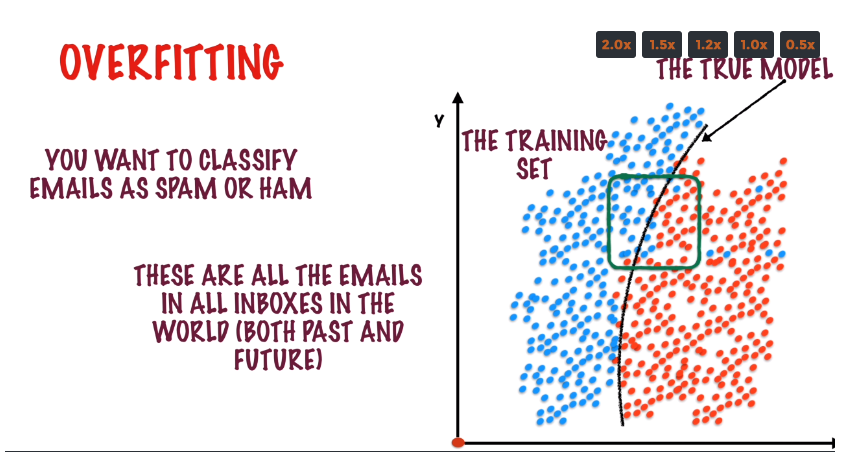 OVERFITTING
2.0x 1.5x 1.2x 1.0x 0.5x
THE TRUE MODEL
Y
THE TRAINING
SET
YOU WANT TO CLASSIFY
EMAILS AS SPAM OR HAM
THESE ARE ALL THE EMAILS
IN ALL INBOXES IN THE
WORLD (BOTH PAST AND
FUTURE)